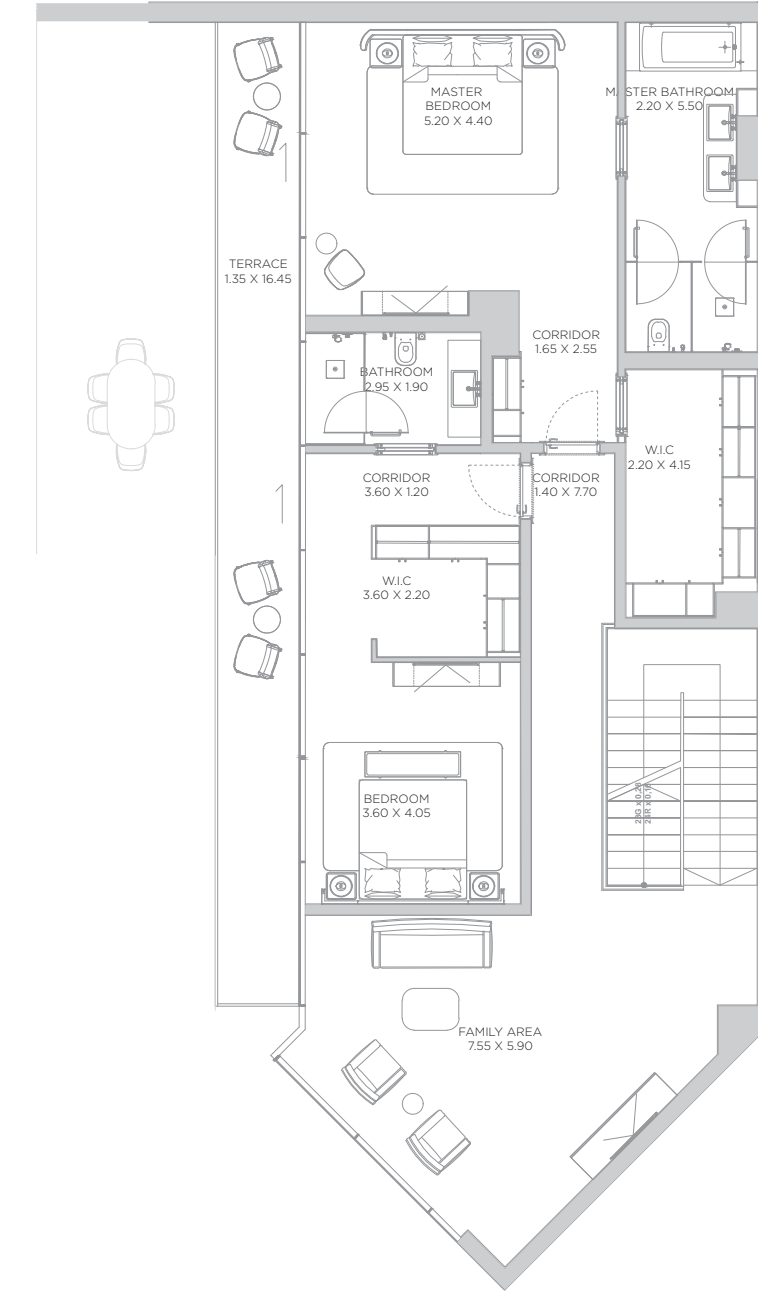 MASTER
BEDROOM
5.20 X 4.40
MASTER BATHROOM
2.20 X 5.50
TERRACE
1.35 X 16.45
CORRIDOR
1.65 X 2.55
BATHROOM
2.95 X 1.90
W.I.C
2.20 X 4.15
CORRIDOR
3.60 X 1.20
CORRIDOR
1.40 X 7.70
W.I.C
3.60 X 2.20
BEDROOM
3.60 X 4.05
FAMILY AREA
7.55 X 5.90